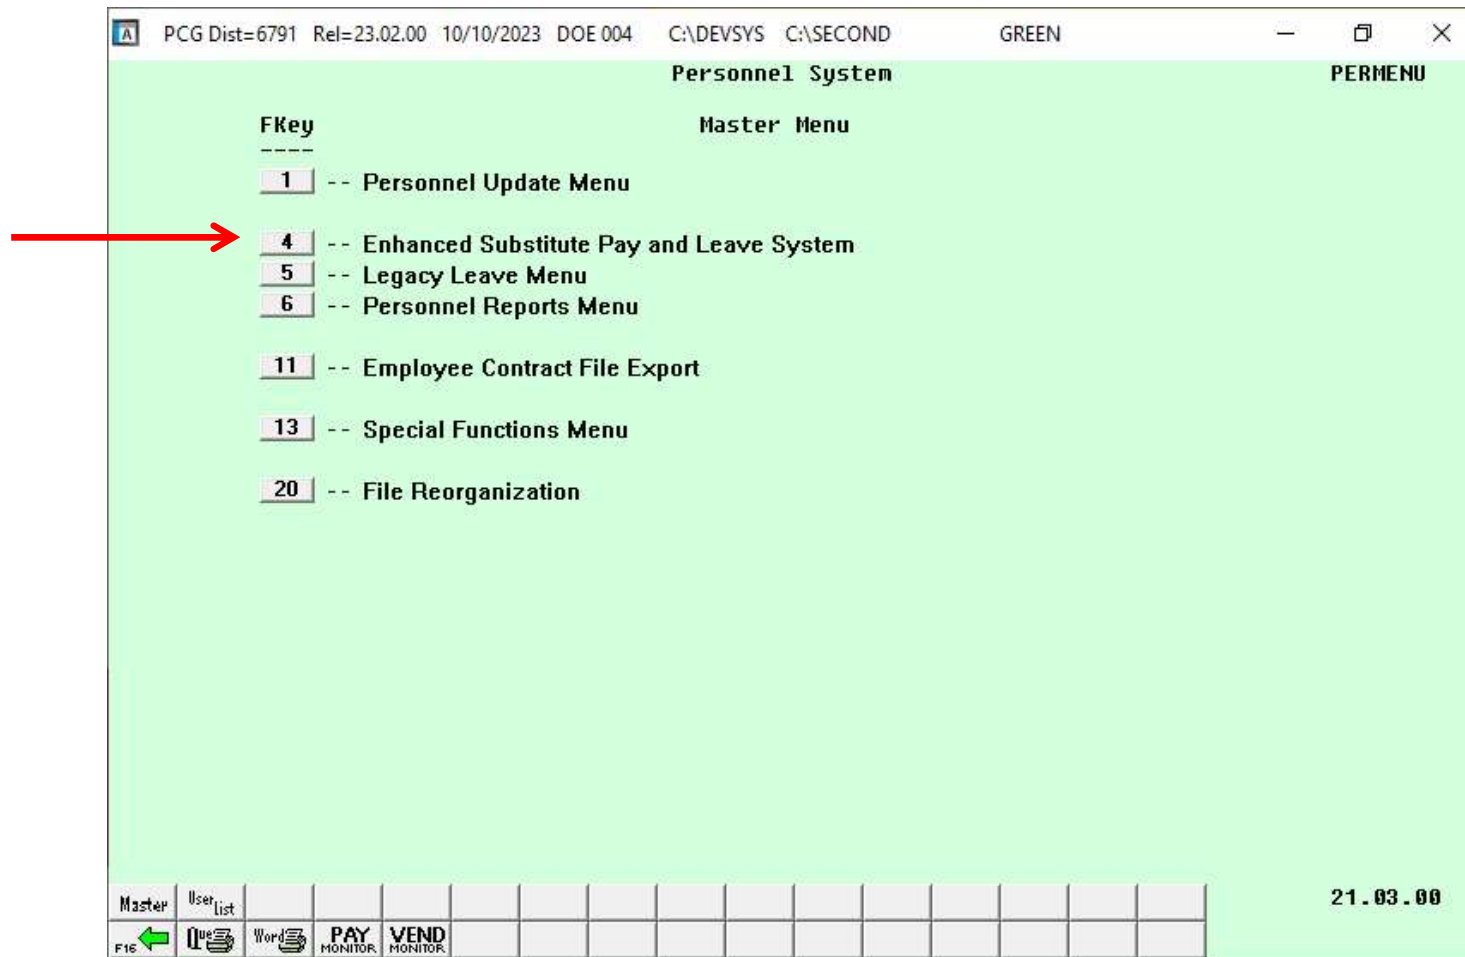 A PCG Dist=6791 Rel=23.02.00 10/10/2023 DOE 004 C:\DEVSYS C:\SECOND GREEN
Personnel System PERMENU
FKey Master Menu
----
1 -- Personnel Update Menu
4 -- Enhanced Substitute Pay and Leave System
5 -- Legacy Leave Menu
6 -- Personnel Reports Menu
11 -- Employee Contract File Export
13 -- Special Functions Menu
20 -- File Reorganization
Master User List 21.03.00
F16 Que Word PAY MONITOR VEND MONITOR